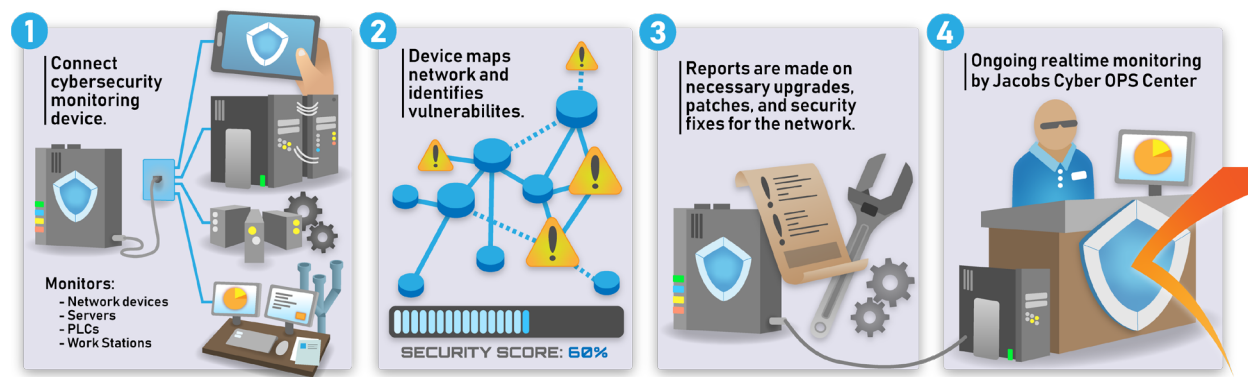 1
Connect
cybersecurity
monitoring
device.
Monitors:
- Network devices
- Servers
- PLCs
- Work Stations
2
Device maps
network and
identifies
vulnerabilites.
!
!
!
!
SECURITY SCORE: 60%
3
Reports are made on
necessary upgrades,
patches, and security
fixes for the network.
!
!
!
4
Ongoing realtime monitoring
by Jacobs Cyber OPS Center